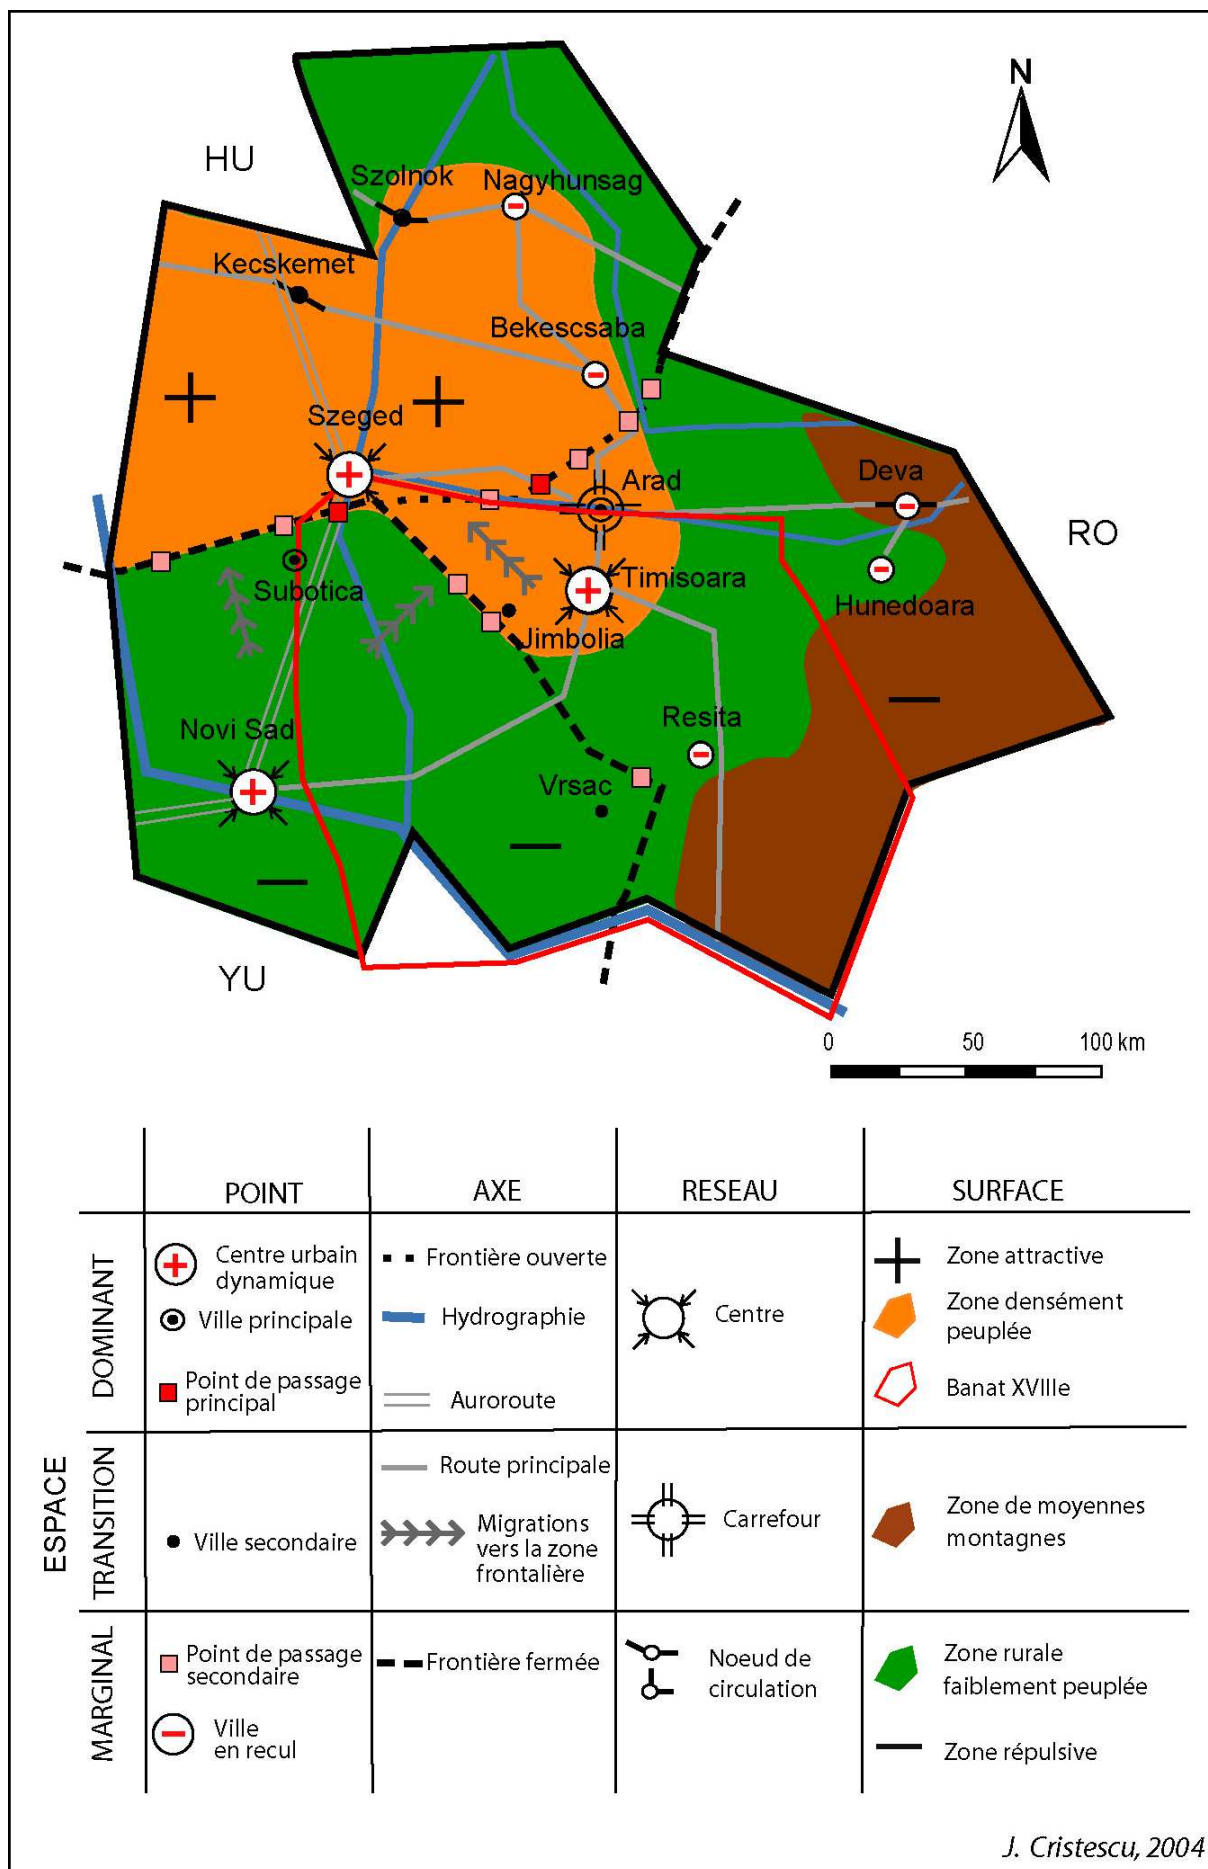 N
HU
Szolnok
Nagyhunsag
Kecskemet
Bekescsaba
Szeged
Arad
Deva
RO
Subotica
Timisoara
Hunedoara
Jimbolia
Novi Sad
Resita
Vrsac
YU
0 50 100 km
POINT AXE RESEAU SURFACE
ESPACE
DOMINANT
Centre urbain
dynamique
Ville principale
Point de passage
principal
Frontière ouverte
Hydrographie
Auroroute
Centre
Zone attractive
Zone densément
peuplée
Banat XVIIIe
TRANSITION
Ville secondaire
Route principale
Migrations
vers la zone
frontalière
Carrefour
Zone de moyennes
montagnes
MARGINAL
Point de passage
secondaire
Ville
en recul
Frontière fermée
Noeud de
circulation
Zone rurale
faiblement peuplée
Zone répulsive
J. Cristescu, 2004